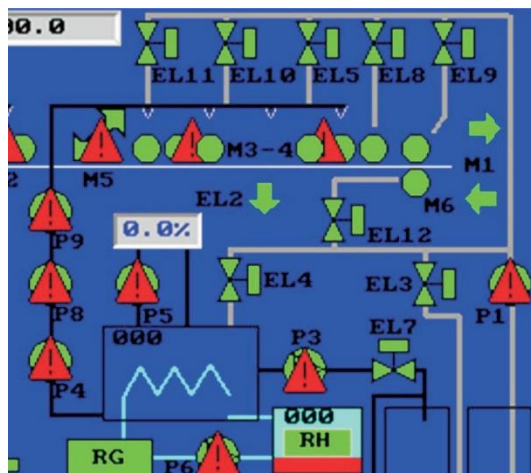 00.0
EL11 EL10 EL5 EL8 EL9
M3-4
M1
2 M5
EL2
M6
P9
0.0%
EL12
EL4
EL3
P8
P5
P1
000
P3
EL7
P4
000
RH
RG
P6